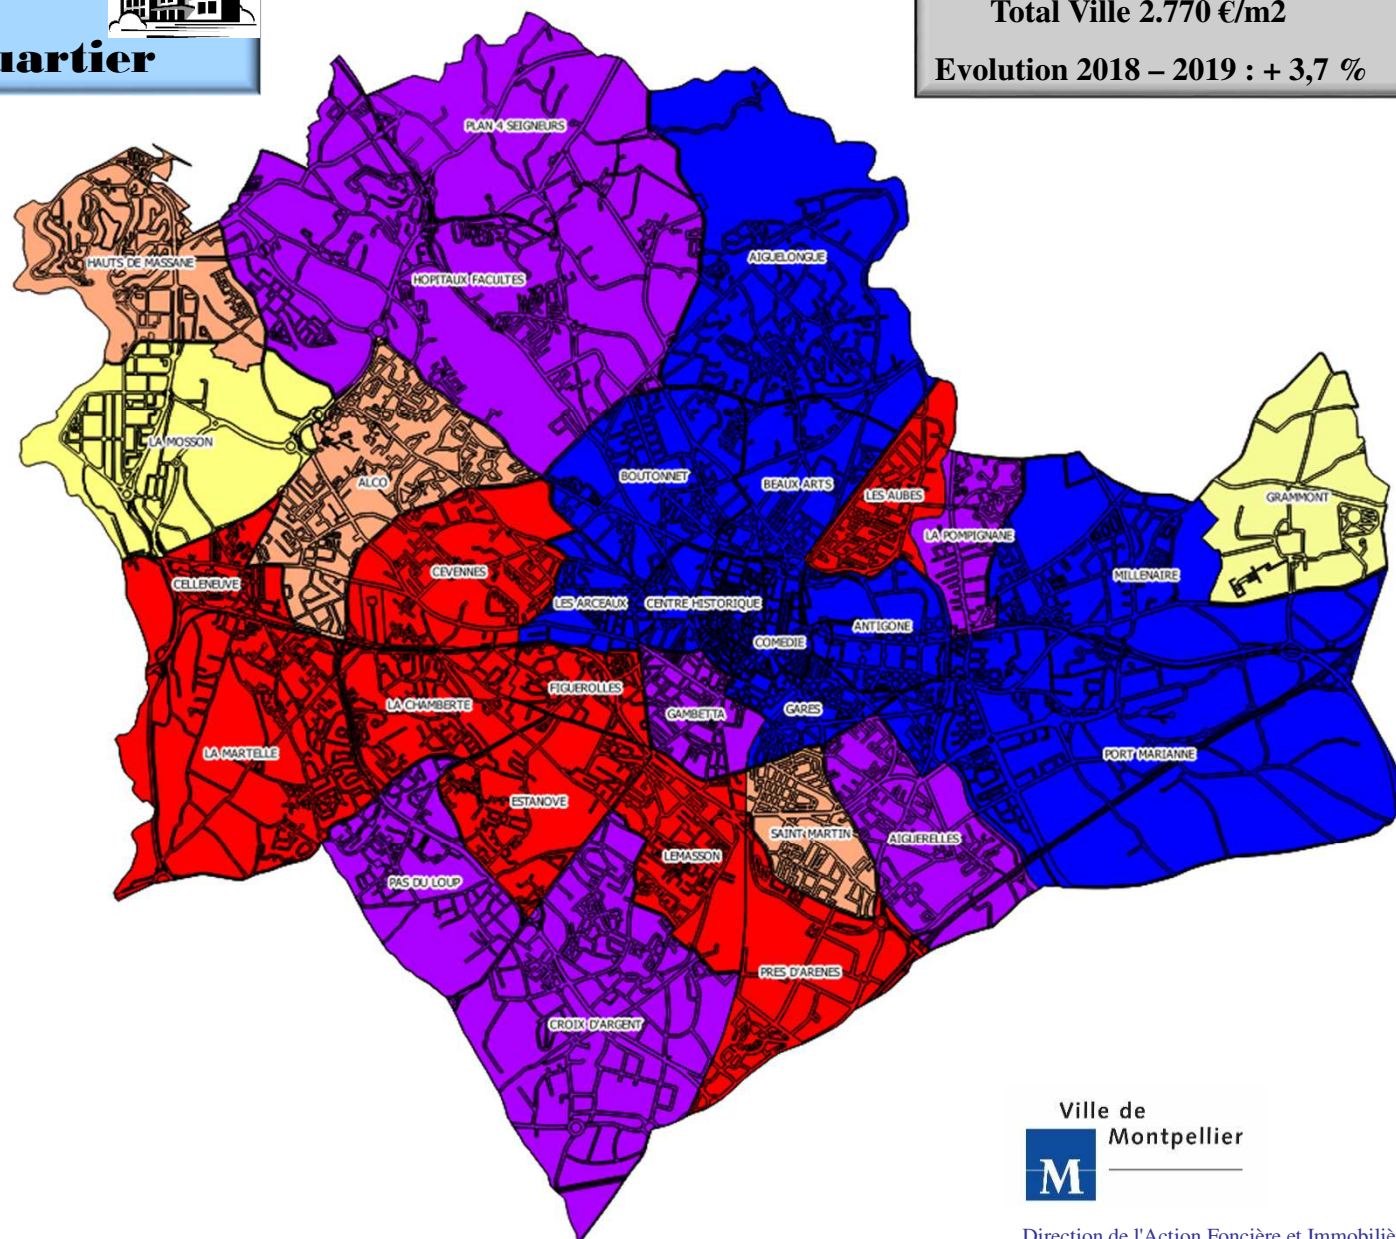 uartier
Total Ville 2.770 €/m2
Evolution 2018 – 2019 : + 3,7 %
PLAN 4 SEIGNEURS
AIGUELONGUE
HAUTS DE MASSANE
HOPITAUX FACULTES
LA MOSSON
ALCO
BOUTONNET
BEAUX ARTS
LES AUBES
GRAMMONT
LA POMPIGNANE
CEVENNES
MILLENAIRE
CELLENEUVE
LES ARCEAUX
CENTRE HISTORIQUE
ANTIGONE
COMEDIE
FIGUEROLLES
LA CHAMBERTE
GAMBETTA
GARES
LA MARTELLE
PORT MARIANNE
ESTANOVE
SAINT MARTIN
AIGUERELLES
LEMASSON
PAS DU LOUP
PRES D'ARENES
CROIX D'ARGENT
Ville de
Montpellier
M
Direction de l'Action Foncière et Immobiliè